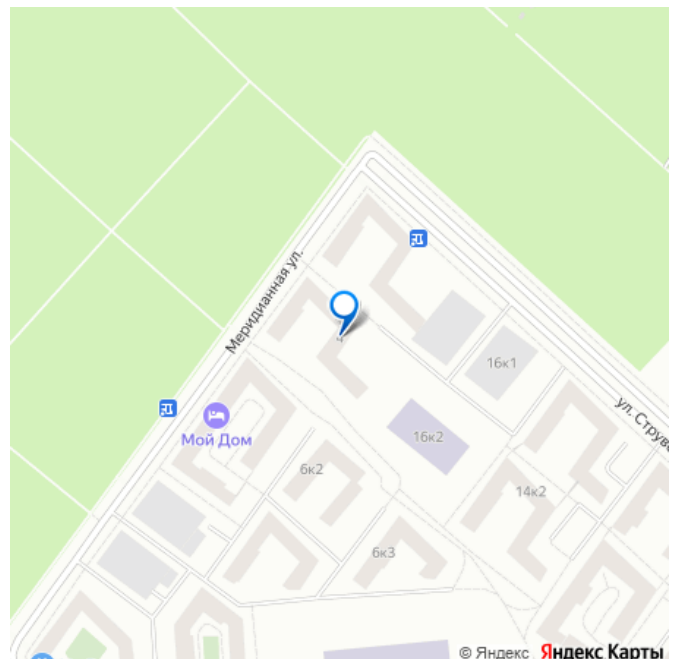 Меридианная ул.
16к1
ул. Струве
Мой Дом
16к2
6к2
14к2
6к3
© Яндекс Яндекс Карты